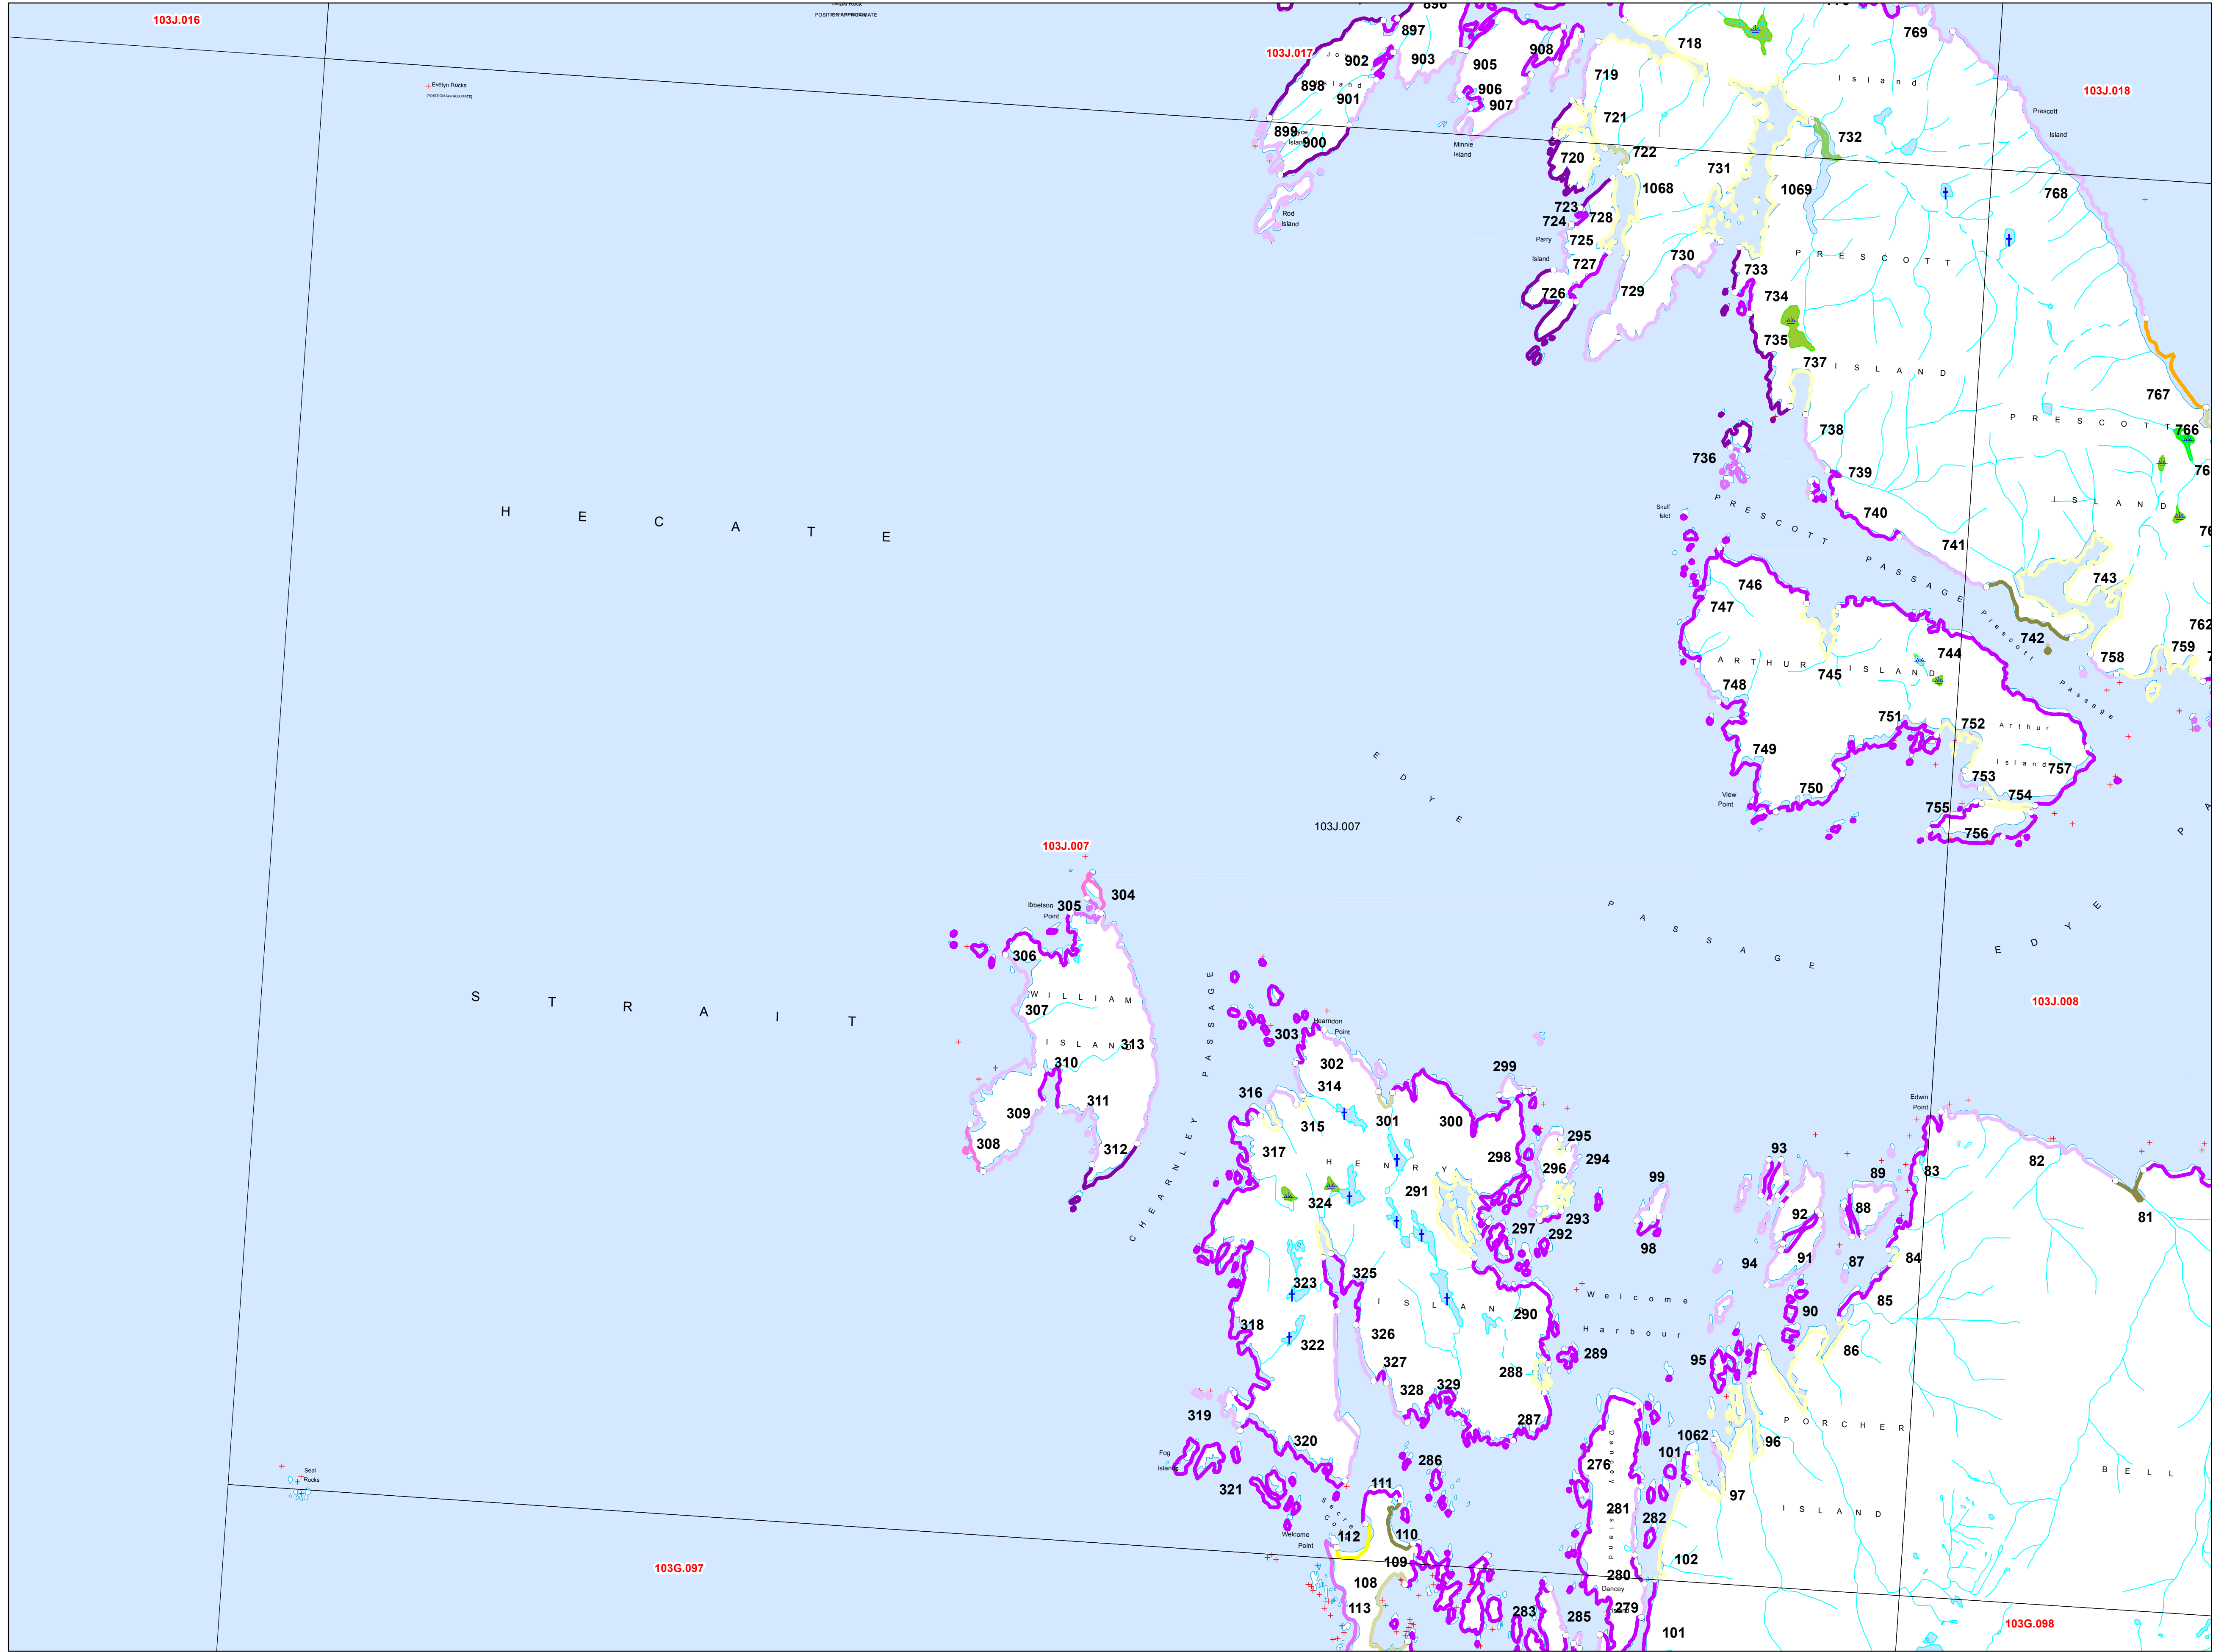 103J.016
POSITION APPROXIMATE
896
897
769
103J.017
J o y c e
902
903
905
908
718
719
I s l a n d
Evelyn Rocks
[POSITION APPROXIMATE]
898
I s l a n d
901
906
907
103J.018
Prescott
Island
899
900
Minnie
Island
721
720
722
732
731
1068
1069
768
Rod
Island
723
724
728
725
Parry
Island
727
726
730
729
733
734
735
737
P R E S C O T T
I S L A N D
767
738
P R E S C O T T
766
736
739
740
741
I S L A N D
Snuff
Islet
P R E S C O T T P A S S A G E
H E C A T E
743
746
747
742
Prescott
Passage
762
759
758
744
A R T H U R I S L A N D
745
748
751
752
Arthur
Island
749
757
753
750
View
Point
754
755
756
E D Y E
103J.007
103J.007
304
305
Ibbetson
Point
306
P A S S A G E
E D Y E P A
103J.008
S T R A I T
W I L L I A M
307
I S L A N D
313
310
311
309
308
312
C H E A R N L E Y P A S S A G E
303
Hearndon
Point
302
314
316
315
301
300
299
317
H E N R Y
298
295
294
296
291
324
297
293
292
99
98
93
92
94
91
89
88
87
Edwin
Point
83
82
81
84
85
90
86
325
323
I S L A N
290
Welcome
Harbour
318
322
326
327
328
329
288
289
287
95
319
320
Fog
Islands
321
286
P O R C H E R
96
1062
101
276
Dancey
Island
281
282
97
I S L A N D
B E L L
Seal
Rocks
111
112
110
Welcome
Point
109
108
113
280
Dancey
279
102
283
285
101
103G.097
103G.098